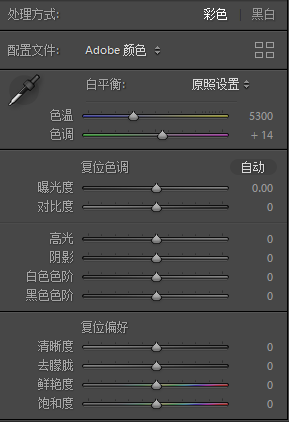 处理方式: 彩色 | 黑白
配置文件: Adobe 颜色
白平衡: 原照设置
色温 5300
色调 + 14
复位色调 自动
曝光度 0.00
对比度 0
高光 0
阴影 0
白色色阶 0
黑色色阶 0
复位偏好
清晰度 0
去朦胧 0
鲜艳度 0
饱和度 0